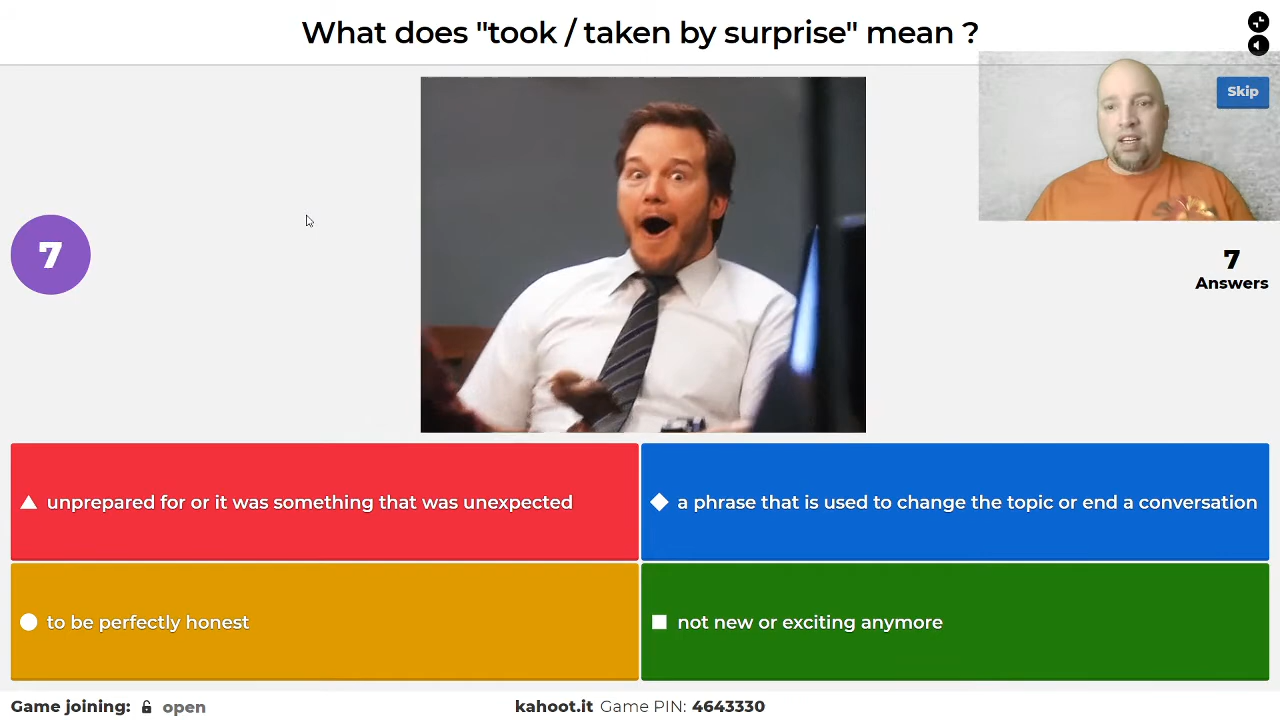 What does "took / taken by surprise" mean ?
Skip
7
7
Answers
unprepared for or it was something that was unexpected
a phrase that is used to change the topic or end a conversation
to be perfectly honest
not new or exciting anymore
Game joining: open
kahoot.it Game PIN: 4643330